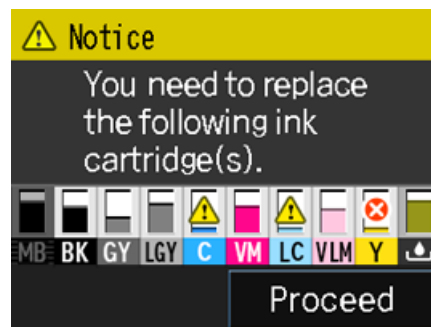 Notice
You need to replace
the following ink
cartridge(s).
MB BK GY LGY C VM LC VLM Y
Proceed